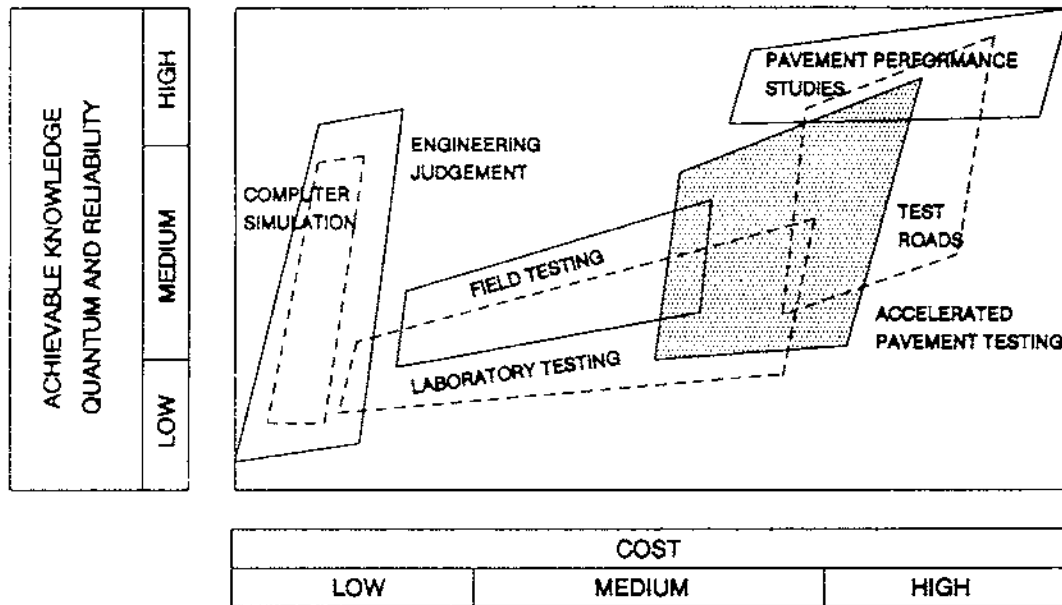 ACHIEVABLE KNOWLEDGE
QUANTUM AND RELIABILITY
HIGH
MEDIUM
LOW
PAVEMENT PERFORMANCE
STUDIES
ENGINEERING
JUDGEMENT
COMPUTER
SIMULATION
FIELD TESTING
TEST
ROADS
LABORATORY TESTING
ACCELERATED
PAVEMENT TESTING
COST
LOW
MEDIUM
HIGH